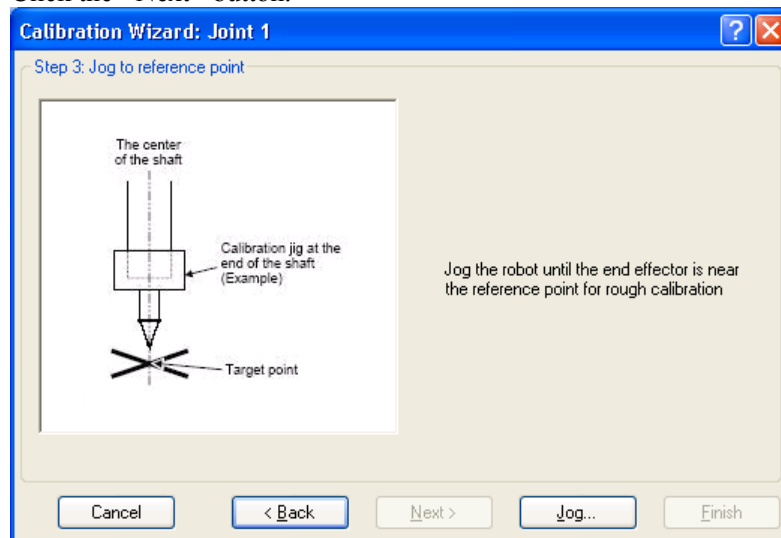 Calibration Wizard: Joint 1
Step 3: Jog to reference point
The center
of the shaft
Calibration jig at the
end of the shaft
(Example)
Target point
Jog the robot until the end effector is near
the reference point for rough calibration
Cancel
< Back
Next >
Jog...
Finish